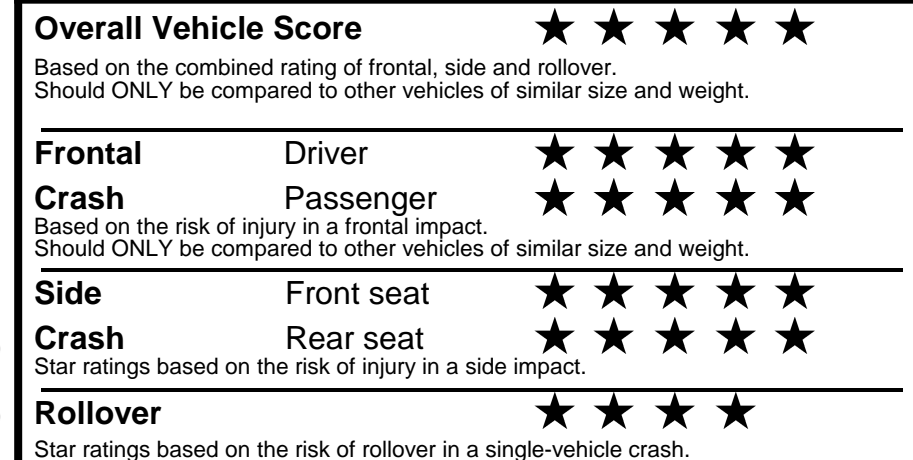 Overall Vehicle Score ★ ★ ★ ★ ★
Based on the combined rating of frontal, side and rollover.
Should ONLY be compared to other vehicles of similar size and weight.
Frontal Driver ★ ★ ★ ★ ★
Crash Passenger ★ ★ ★ ★ ★
Based on the risk of injury in a frontal impact.
Should ONLY be compared to other vehicles of similar size and weight.
Side Front seat ★ ★ ★ ★ ★
Crash Rear seat ★ ★ ★ ★ ★
Star ratings based on the risk of injury in a side impact.
Rollover ★ ★ ★ ★
Star ratings based on the risk of rollover in a single-vehicle crash.